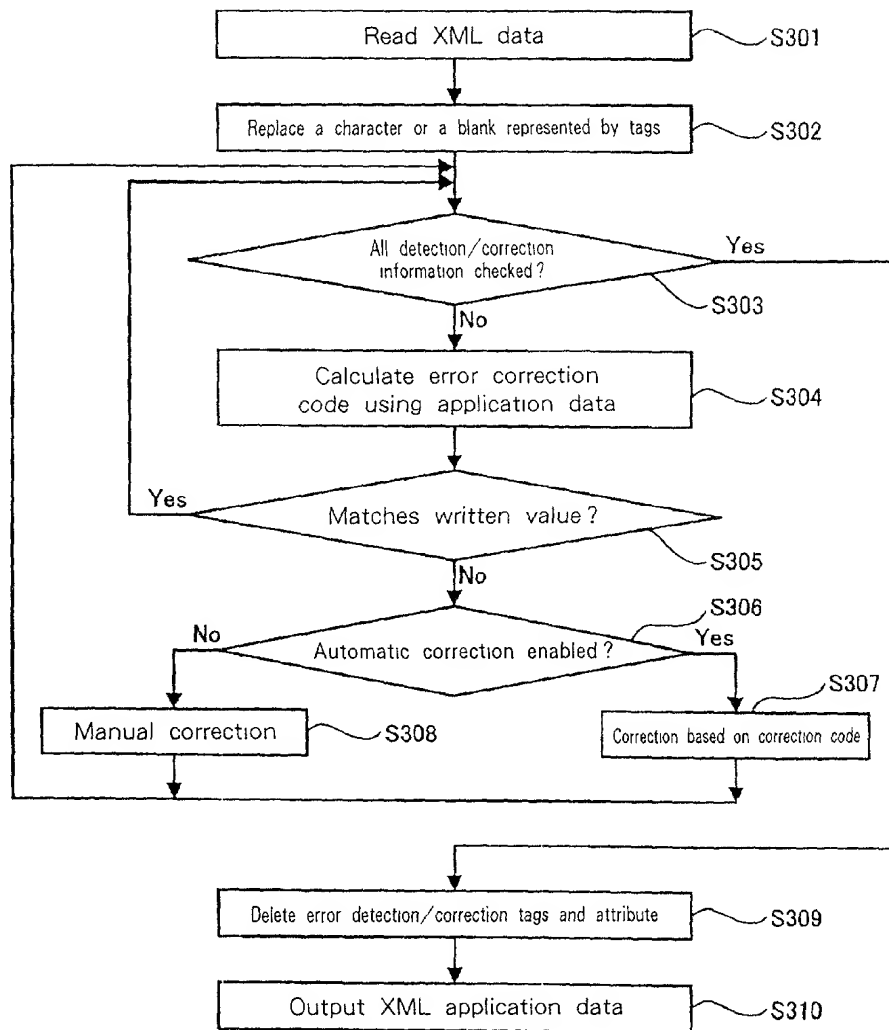 Read XML data
S301
Replace a character or a blank represented by tags
S302
All detection/correction
information checked?
Yes
S303
No
Calculate error correction
code using application data
S304
Yes
Matches written value?
S305
No
S306
No
Automatic correction enabled?
Yes
S307
Manual correction
S308
Correction based on correction code
Delete error detection/correction tags and attribute
S309
Output XML application data
S310